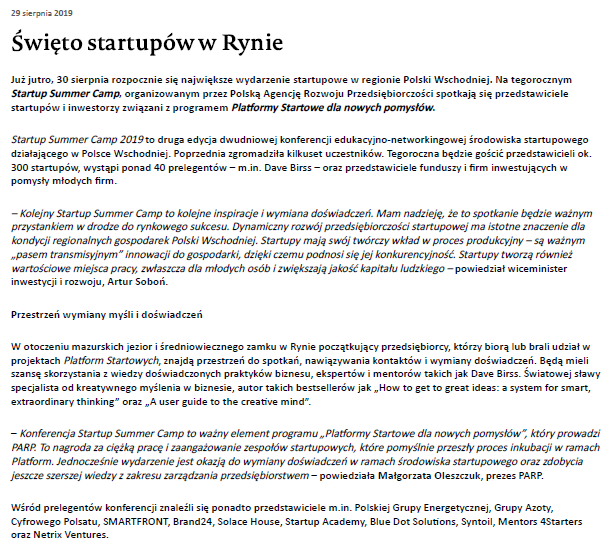 29 sierpnia 2019
Święto startupów w Rynie
Już jutro, 30 sierpnia rozpocznie się największe wydarzenie startupowe w regionie Polski Wschodniej. Na tegorocznym
Startup Summer Camp, organizowanym przez Polską Agencję Rozwoju Przedsiębiorczości spotkają się przedstawiciele
startupów i inwestorzy związani z programem Platformy Startowe dla nowych pomysłów.
Startup Summer Camp 2019 to druga edycja dwudniowej konferencji edukacyjno-networkingowej środowiska startupowego
działającego w Polsce Wschodniej. Poprzednia zgromadziła kilkuset uczestników. Tegoroczna będzie gościć przedstawicieli ok.
300 startupów, wystąpi ponad 40 prelegentów – m.in. Dave Birss – oraz przedstawiciele funduszy i firm inwestujących w
pomysły młodych firm.
– Kolejny Startup Summer Camp to kolejne inspiracje i wymiana doświadczeń. Mam nadzieję, że to spotkanie będzie ważnym
przystankiem w drodze do rynkowego sukcesu. Dynamiczny rozwój przedsiębiorczości startupowej ma istotne znaczenie dla
kondycji regionalnych gospodarek Polski Wschodniej. Startupy mają swój twórczy wkład w proces produkcyjny – są ważnym
„pasem transmisyjnym” innowacji do gospodarki, dzięki czemu podnosi się jej konkurencyjność. Startupy tworzą również
wartościowe miejsca pracy, zwłaszcza dla młodych osób i zwiększają jakość kapitału ludzkiego – powiedział wiceminister
inwestycji i rozwoju, Artur Soboń.
Przestrzeń wymiany myśli i doświadczeń
W otoczeniu mazurskich jezior i średniowiecznego zamku w Rynie początkujący przedsiębiorcy, którzy biorą lub brali udział w
projektach Platform Startowych, znajdą przestrzeń do spotkań, nawiązywania kontaktów i wymiany doświadczeń. Będą mieli
szansę skorzystania z wiedzy doświadczonych praktyków biznesu, ekspertów i mentorów takich jak Dave Birss. Światowej sławy
specjalista od kreatywnego myślenia w biznesie, autor takich bestsellerów jak „How to get to great ideas: a system for smart,
extraordinary thinking” oraz „A user guide to the creative mind”.
– Konferencja Startup Summer Camp to ważny element programu „Platformy Startowe dla nowych pomysłów”, który prowadzi
PARP. To nagroda za ciężką pracę i zaangażowanie zespołów startupowych, które pomyślnie przeszły proces inkubacji w ramach
Platform. Jednocześnie wydarzenie jest okazją do wymiany doświadczeń w ramach środowiska startupowego oraz zdobycia
jeszcze szerszej wiedzy z zakresu zarządzania przedsiębiorstwem – powiedziała Małgorzata Oleszczuk, prezes PARP.
Wśród prelegentów konferencji znaleźli się ponadto przedstawiciele m.in. Polskiej Grupy Energetycznej, Grupy Azoty,
Cyfrowego Polsatu, SMARTFRONT, Brand24, Solace House, Startup Academy, Blue Dot Solutions, Syntoil, Mentors 4Starters
oraz Netrix Ventures.